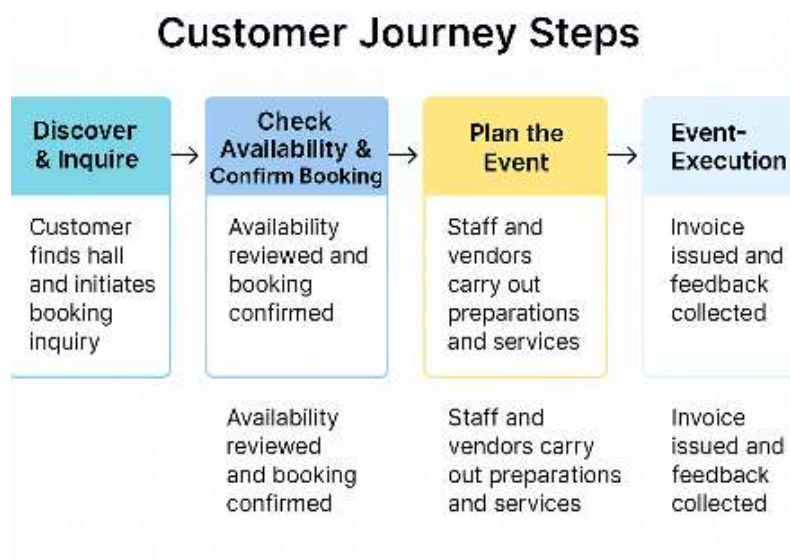 Customer Journey Steps
Discover
& Inquire
Customer
finds hall
and initiates
booking
inquiry
Check
Availability &
Confirm Booking
Availability
reviewed and
booking
confirmed
Plan the
Event
Staff and
vendors
carry out
preparations
and services
Event-
Execution
Invoice
issued and
feedback
collected
Availability
reviewed
and booking
confirmed
Staff and
vendors carry
out preparations
and services
Invoice
issued and
feedback
collected